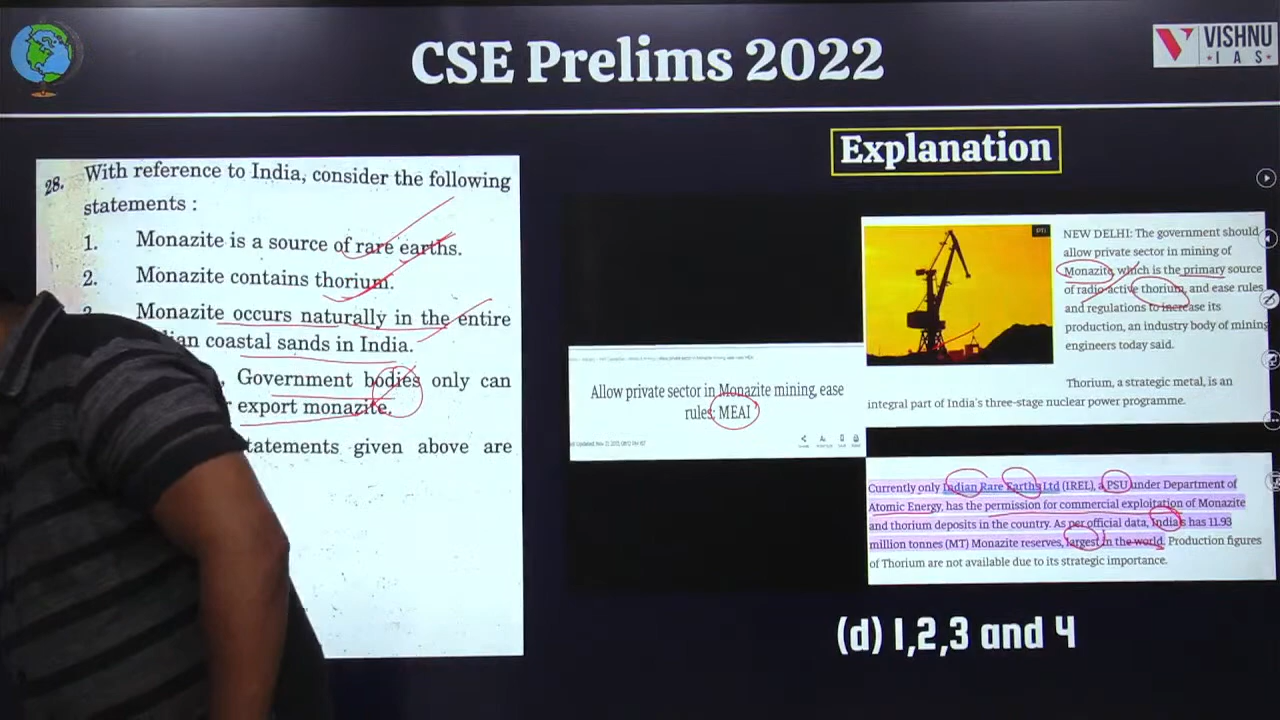 CSE Prelims 2022
VISHNU
IAS
28. With reference to India, consider the following
statements :
1. Monazite is a source of rare earths.
2. Monazite contains thorium.
Monazite occurs naturally in the entire
ian coastal sands in India.
Government bodies only can
export monazite.
tatements given above are
Explanation
Allow private sector in Monazite mining, ease
rules: MEAI
PTI
NEW DELHI: The government should
allow private sector in mining of
Monazite, which is the primary source
of radio-active thorium, and ease rules
and regulations to increase its
production, an industry body of mining
engineers today said.
Thorium, a strategic metal, is an
integral part of India's three-stage nuclear power programme.
Currently only Indian Rare Earths Ltd (IREL), a PSU under Department of
Atomic Energy, has the permission for commercial exploitation of Monazite
and thorium deposits in the country. As per official data, India's has 11.93
million tonnes (MT) Monazite reserves, largest in the world. Production figures
of Thorium are not available due to its strategic importance.
(d) 1,2,3 and 4